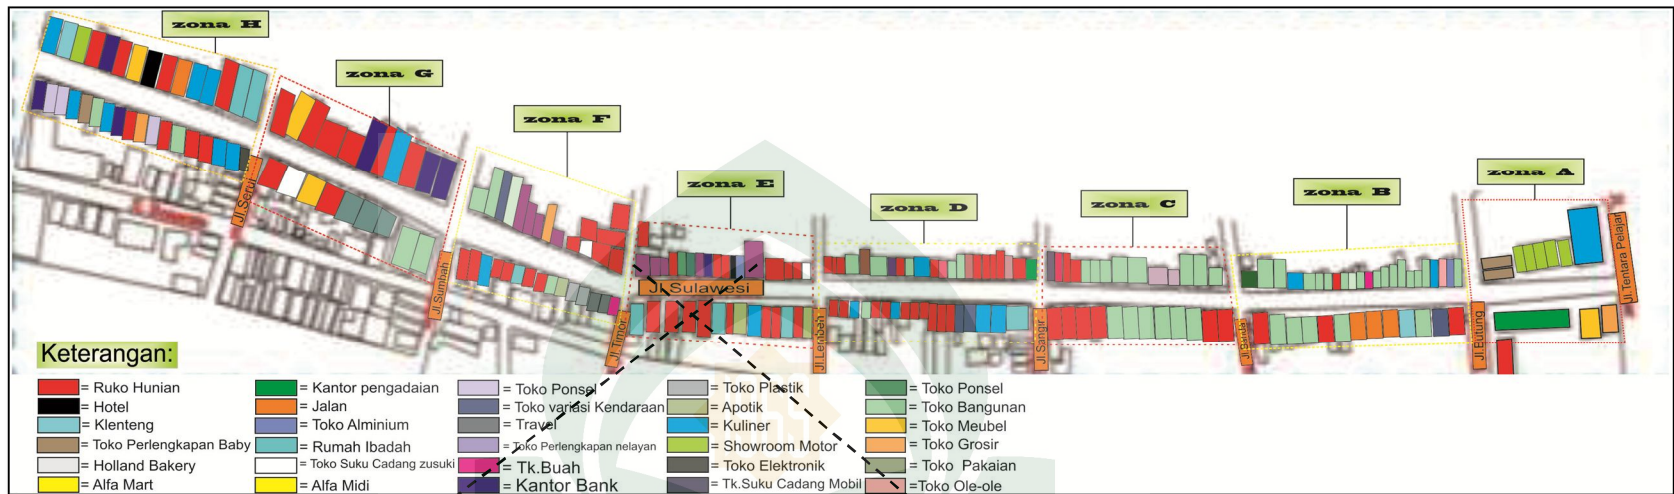 zona H
zona G
zona F
zona E
zona D
zona C
zona B
zona A
Jl.Serui
Jl.Sumbah
Jl.Timor
Jl.Sulawesi
Jl.Lembeh
Jl.Sangir
Jl.Butung
Jl.Tentara Pelajar
Keterangan:
= Ruko Hunian
= Hotel
= Klenteng
= Toko Perlengkapan Baby
= Holland Bakery
= Alfa Mart
= Kantor pengadaian
= Jalan
= Toko Alminium
= Rumah Ibadah
= Toko Suku Cadang zusuki
= Alfa Midi
= Toko Ponsel
= Toko variasi Kendaraan
= Travel
= Toko Perlengkapan nelayan
= Tk.Buah
= Kantor Bank
= Toko Plastik
= Apotik
= Kuliner
= Showroom Motor
= Toko Elektronik
= Tk.Suku Cadang Mobil
= Toko Ponsel
= Toko Bangunan
= Toko Meubel
= Toko Grosir
= Toko Pakaian
=Toko Ole-ole